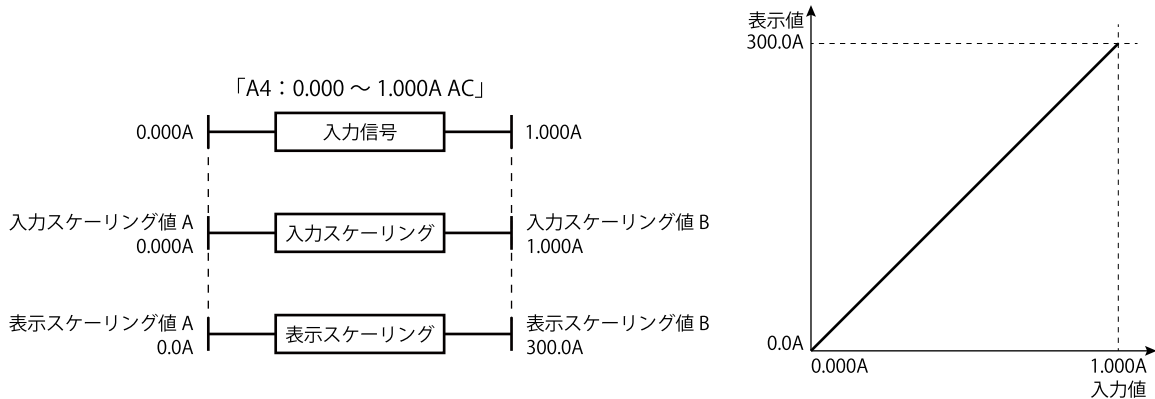 「A4：0.000 ～ 1.000A AC」
0.000A
入力信号
1.000A
入力スケーリング値 A
0.000A
入力スケーリング
入力スケーリング値 B
1.000A
表示スケーリング値 A
0.0A
表示スケーリング
表示スケーリング値 B
300.0A
表示値
300.0A
0.0A
0.000A
1.000A
入力値